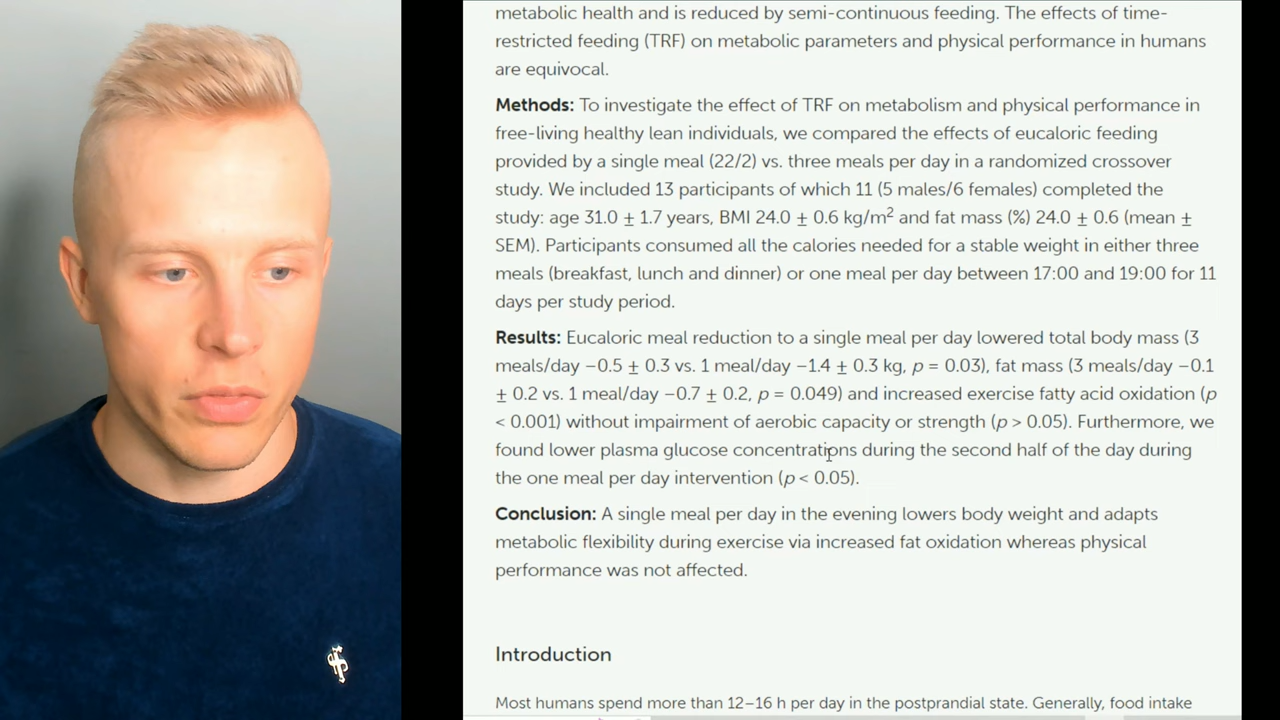 metabolic health and is reduced by semi-continuous feeding. The effects of time-
restricted feeding (TRF) on metabolic parameters and physical performance in humans
are equivocal.
Methods: To investigate the effect of TRF on metabolism and physical performance in
free-living healthy lean individuals, we compared the effects of eucaloric feeding
provided by a single meal (22/2) vs. three meals per day in a randomized crossover
study. We included 13 participants of which 11 (5 males/6 females) completed the
study: age 31.0 ± 1.7 years, BMI 24.0 ± 0.6 kg/m² and fat mass (%) 24.0 ± 0.6 (mean ±
SEM). Participants consumed all the calories needed for a stable weight in either three
meals (breakfast, lunch and dinner) or one meal per day between 17:00 and 19:00 for 11
days per study period.
Results: Eucaloric meal reduction to a single meal per day lowered total body mass (3
meals/day −0.5 ± 0.3 vs. 1 meal/day −1.4 ± 0.3 kg, p = 0.03), fat mass (3 meals/day −0.1
± 0.2 vs. 1 meal/day −0.7 ± 0.2, p = 0.049) and increased exercise fatty acid oxidation (p
< 0.001) without impairment of aerobic capacity or strength (p > 0.05). Furthermore, we
found lower plasma glucose concentrations during the second half of the day during
the one meal per day intervention (p < 0.05).
Conclusion: A single meal per day in the evening lowers body weight and adapts
metabolic flexibility during exercise via increased fat oxidation whereas physical
performance was not affected.
Introduction
Most humans spend more than 12–16 h per day in the postprandial state. Generally, food intake